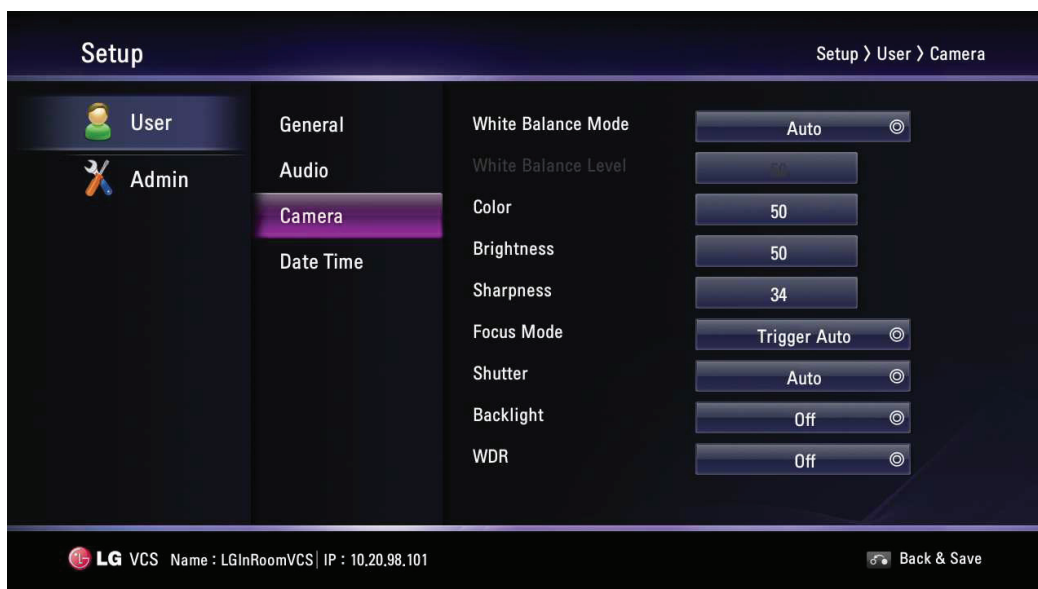 Setup
Setup > User > Camera
User
Admin
General
Audio
Camera
Date Time
White Balance Mode Auto
White Balance Level 50
Color 50
Brightness 50
Sharpness 34
Focus Mode Trigger Auto
Shutter Auto
Backlight Off
WDR Off
LG VCS Name : LGInRoomVCS | IP : 10.20.98.101
Back & Save